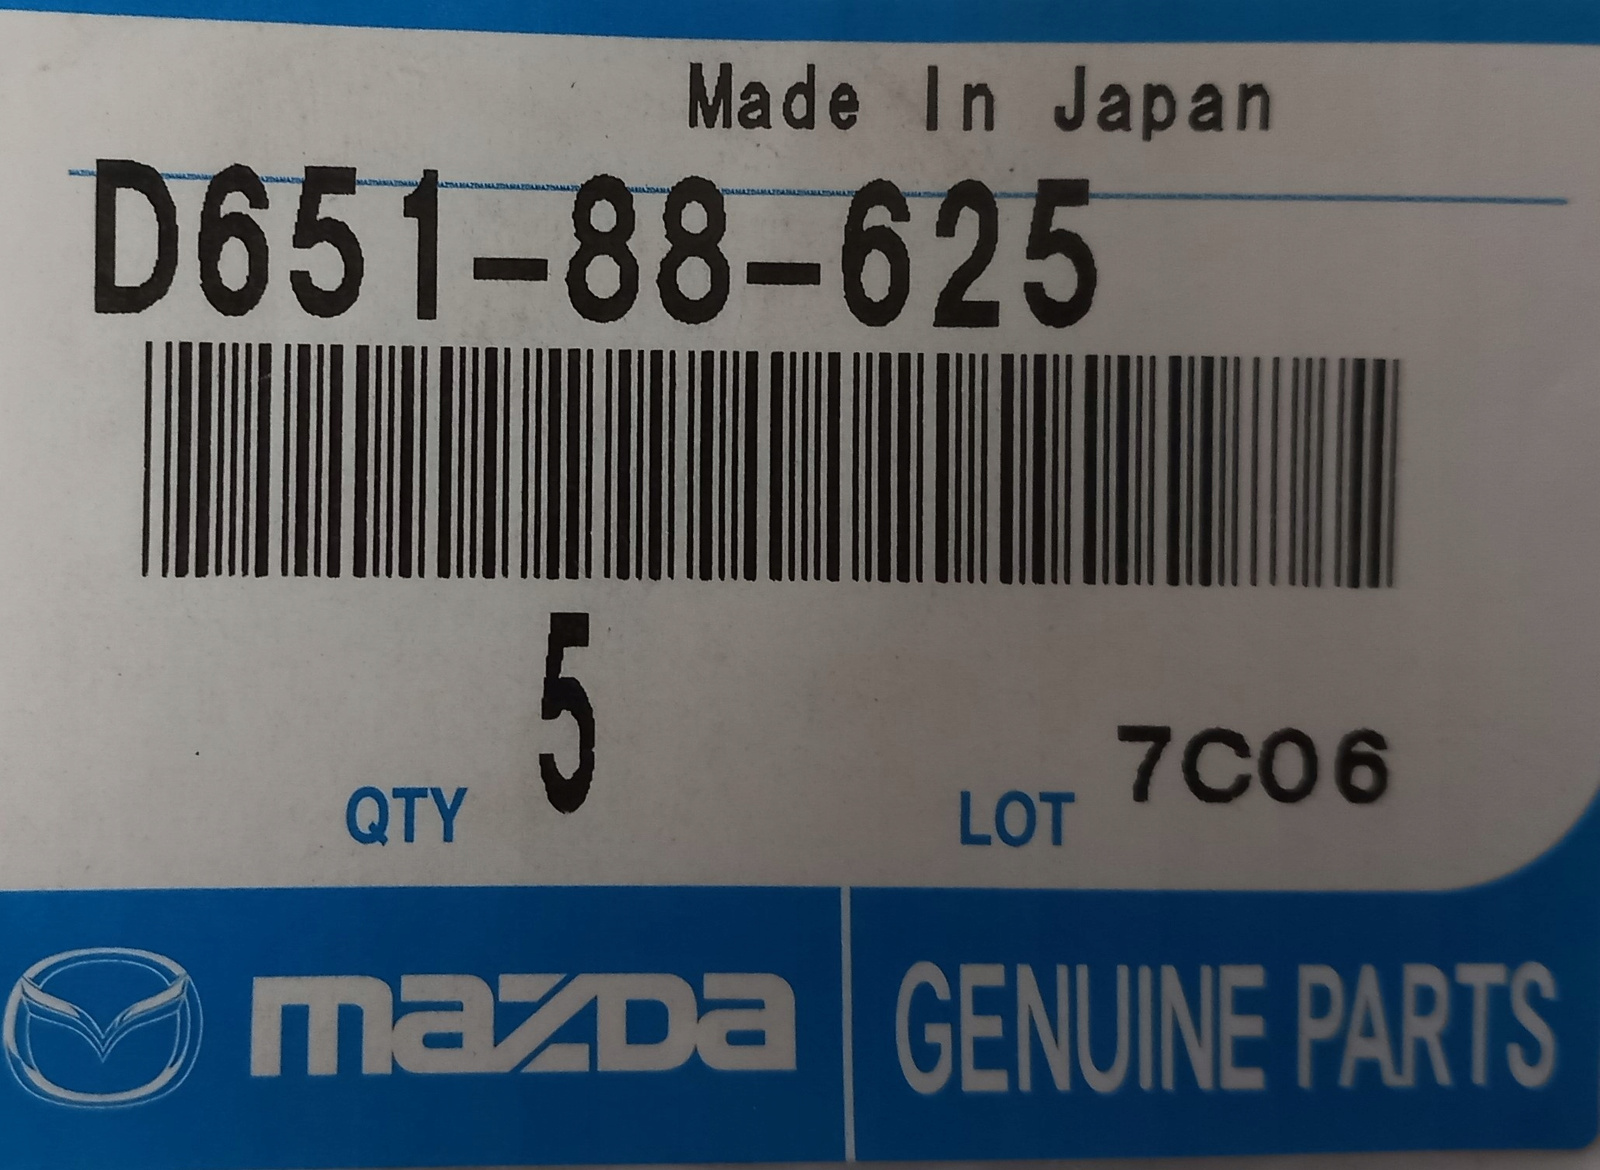 Made In Japan
D651-88-625
QTY 5 LOT 7C06
mazda GENUINE PARTS